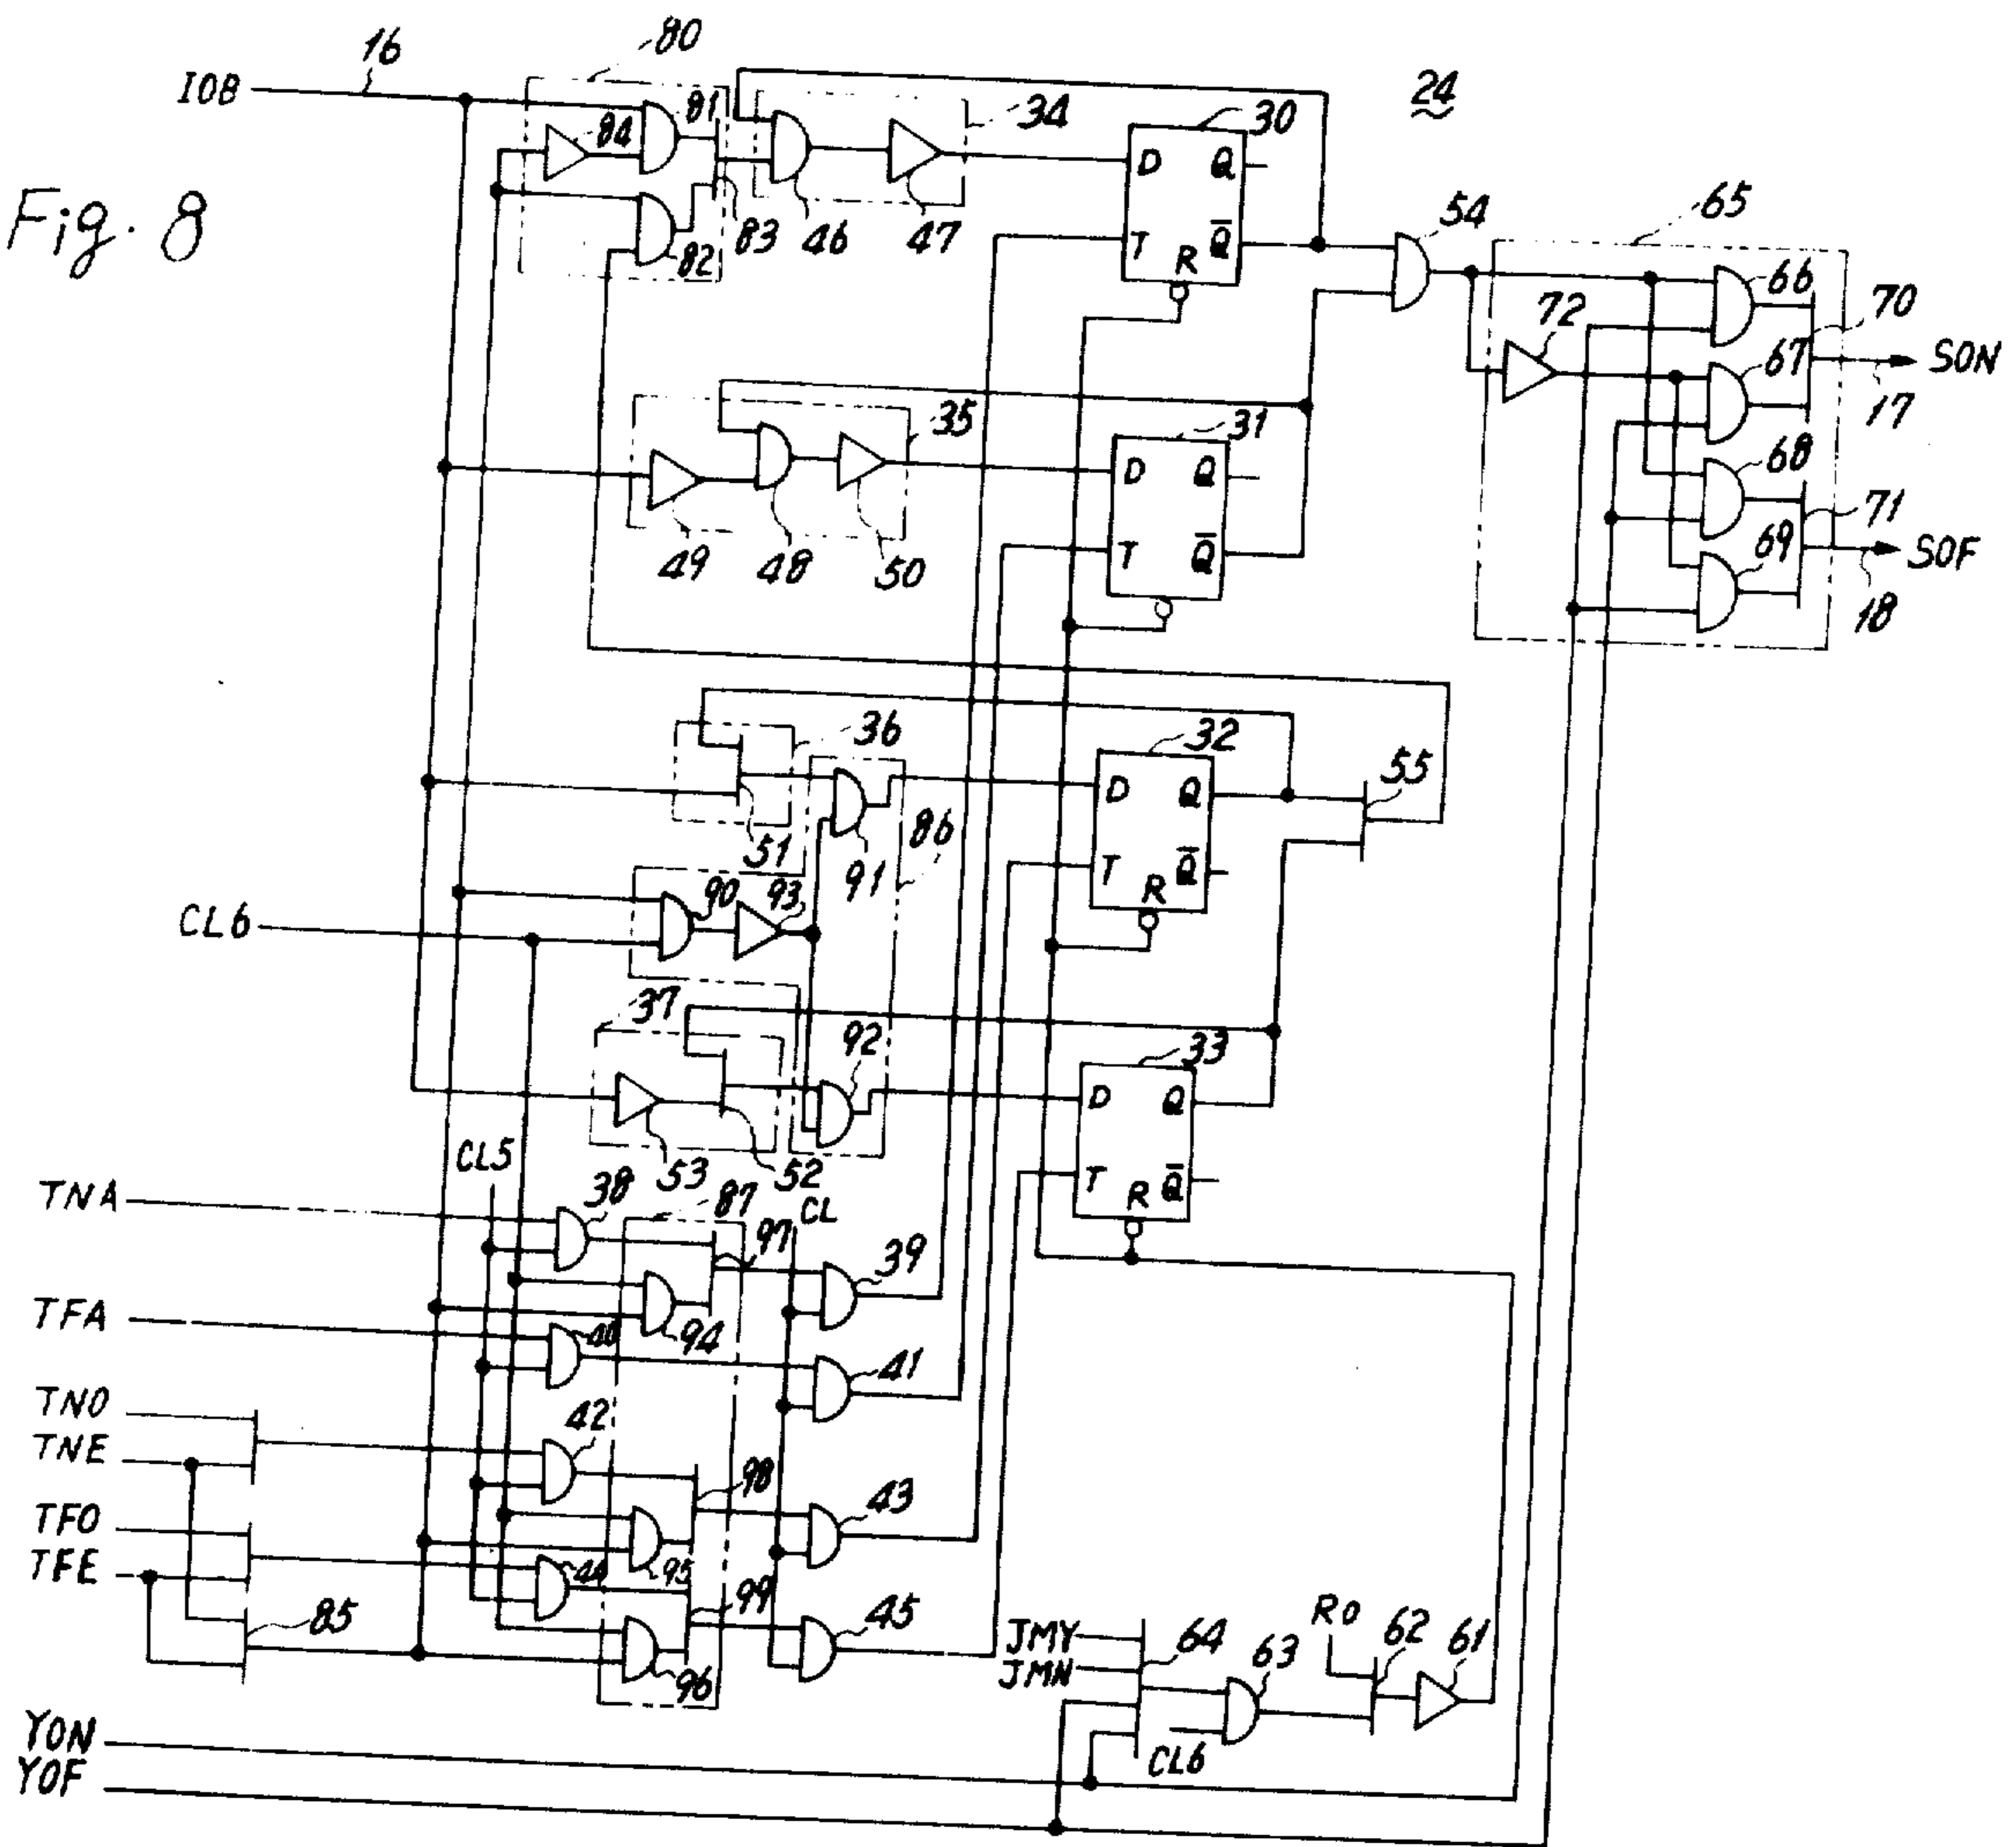 80
16
IOB
24
81
84
34
30
D
Q
Fig. 8
82
83
46
47
T
R
Q̄
54
65
66
72
70
67
SON
17
35
31
D
Q
68
71
49
48
50
T
Q̄
69
SOF
18
36
32
55
D
Q
51
91
86
T
R
Q̄
90
93
CL6
37
92
33
D
Q
53
52
CL5
T
R
Q̄
TNA
38
87
CL
97
39
TFA
40
94
41
TNO
42
TNE
98
43
TFO
44
95
TFE
99
45
85
96
JMY
64
RO
62
61
JMN
63
CL6
YON
YOF